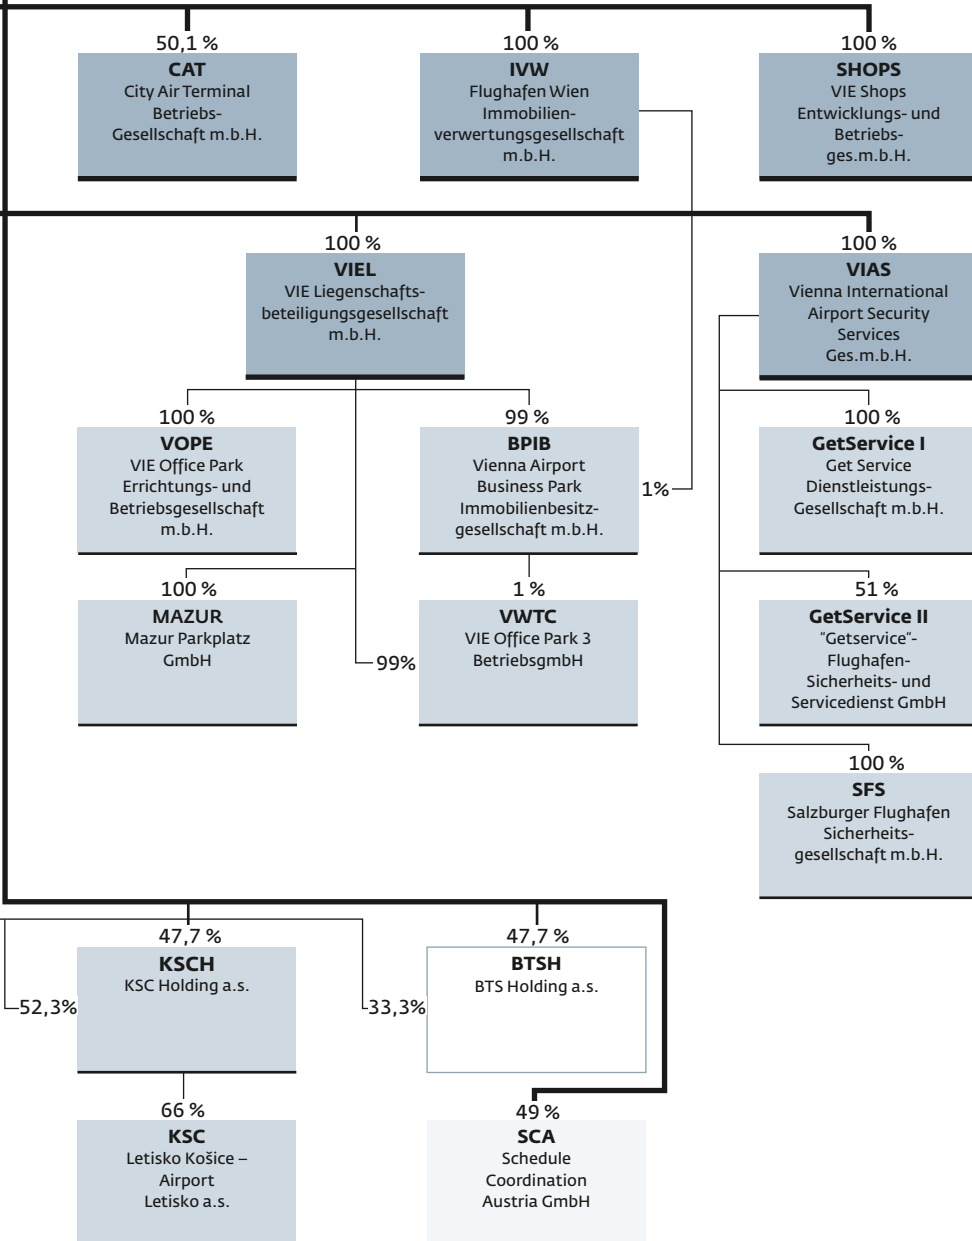 50,1 %
CAT
City Air Terminal
Betriebs-
Gesellschaft m.b.H.
100 %
IVW
Flughafen Wien
Immobilien-
verwertungsgesellschaft
m.b.H.
100 %
SHOPS
VIE Shops
Entwicklungs- und
Betriebs-
ges.m.b.H.
100 %
VIEL
VIE Liegenschafts-
beteiligungsgesellschaft
m.b.H.
100 %
VIAS
Vienna International
Airport Security
Services
Ges.m.b.H.
100 %
VOPE
VIE Office Park
Errichtungs- und
Betriebsgesellschaft
m.b.H.
99 %
BPIB
Vienna Airport
Business Park
Immobilienbesitz-
gesellschaft m.b.H.
1%
100 %
GetService I
Get Service
Dienstleistungs-
Gesellschaft m.b.H.
100 %
MAZUR
Mazur Parkplatz
GmbH
99%
1 %
VWTC
VIE Office Park 3
BetriebsgmbH
51 %
GetService II
"Getservice"-
Flughafen-
Sicherheits- und
Servicedienst GmbH
100 %
SFS
Salzburger Flughafen
Sicherheits-
gesellschaft m.b.H.
52,3%
47,7 %
KSCH
KSC Holding a.s.
33,3%
47,7 %
BTSH
BTS Holding a.s.
66 %
KSC
Letisko Košice –
Airport
Letisko a.s.
49 %
SCA
Schedule
Coordination
Austria GmbH